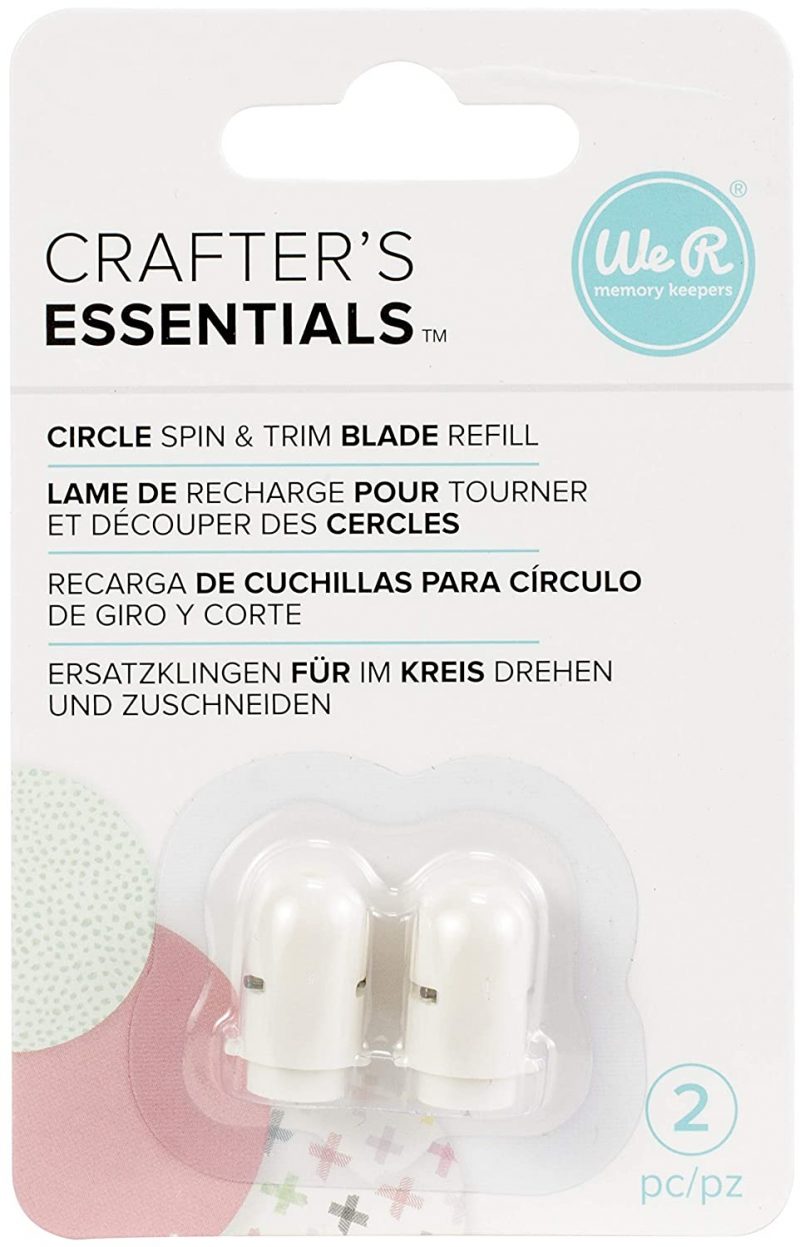 CRAFTER'S
ESSENTIALS™
We R®
memory keepers
CIRCLE SPIN & TRIM BLADE REFILL
LAME DE RECHARGE POUR TOURNER
ET DÉCOUPER DES CERCLES
RECARGA DE CUCHILLAS PARA CÍRCULO
DE GIRO Y CORTE
ERSATZKLINGEN FÜR IM KREIS DREHEN
UND ZUSCHNEIDEN
2
pc/pz